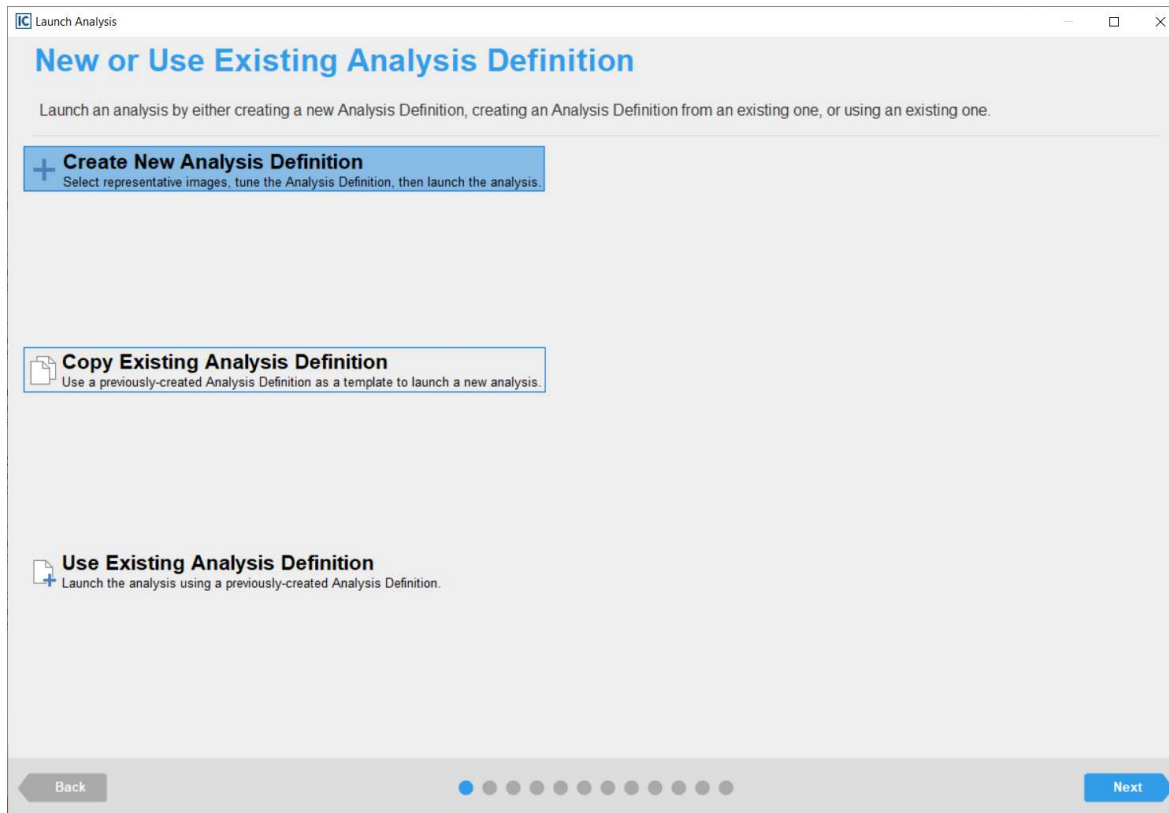 IC Launch Analysis
New or Use Existing Analysis Definition
Launch an analysis by either creating a new Analysis Definition, creating an Analysis Definition from an existing one, or using an existing one.
Create New Analysis Definition
Select representative images, tune the Analysis Definition, then launch the analysis.
Copy Existing Analysis Definition
Use a previously-created Analysis Definition as a template to launch a new analysis.
Use Existing Analysis Definition
Launch the analysis using a previously-created Analysis Definition.
Back
Next